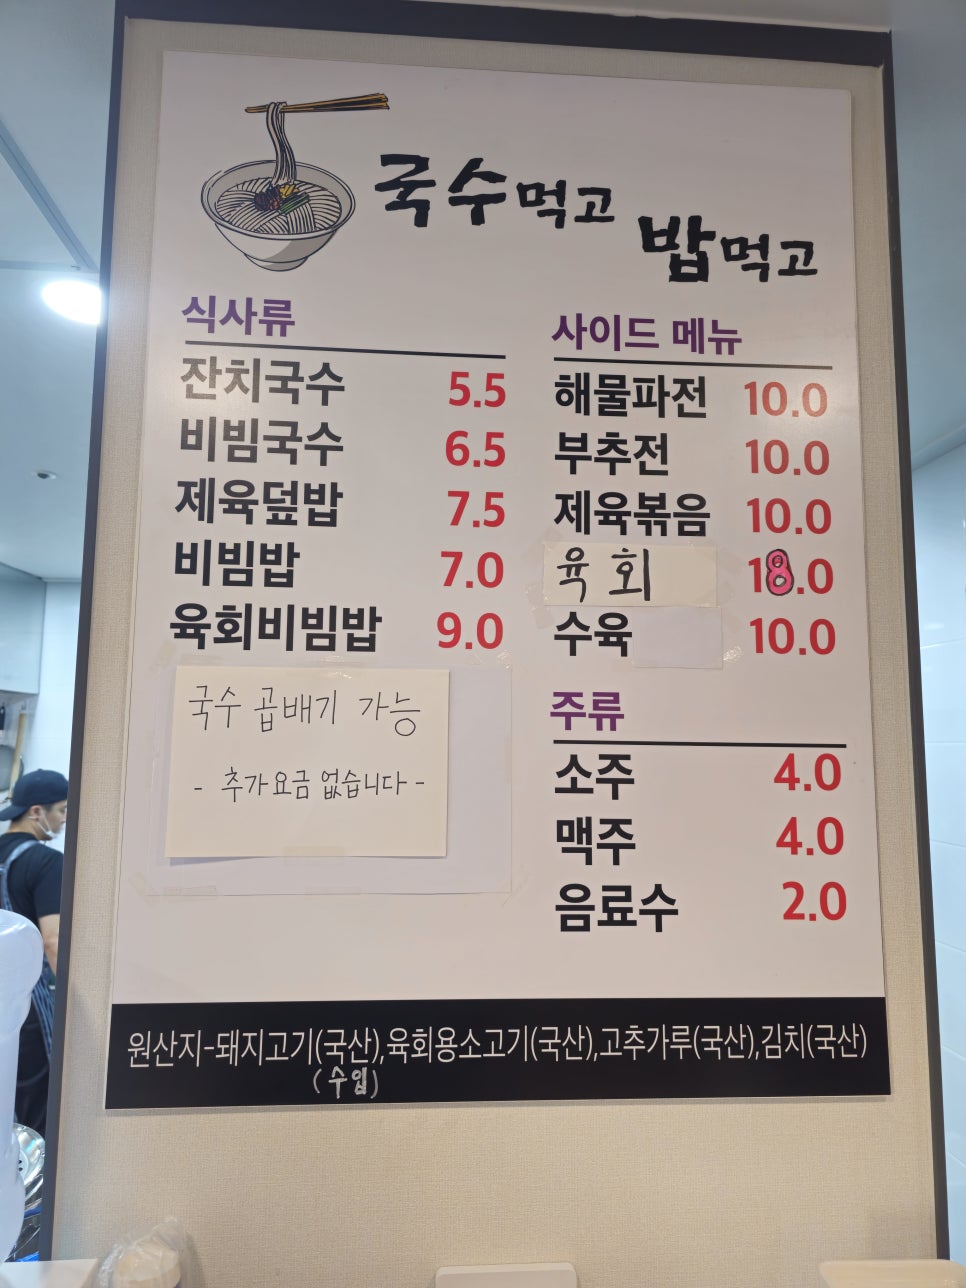 국수먹고
밥먹고
식사류
잔치국수 5.5
비빔국수 6.5
제육덮밥 7.5
비빔밥 7.0
육회비빔밥 9.0
국수 곱배기 가능
- 추가요금 없습니다 -
사이드 메뉴
해물파전 10.0
부추전 10.0
제육볶음 10.0
육회 18.0
수육 10.0
주류
소주 4.0
맥주 4.0
음료수 2.0
원산지-돼지고기(국산),육회용소고기(국산),고추가루(국산),김치(국산)
(수입)